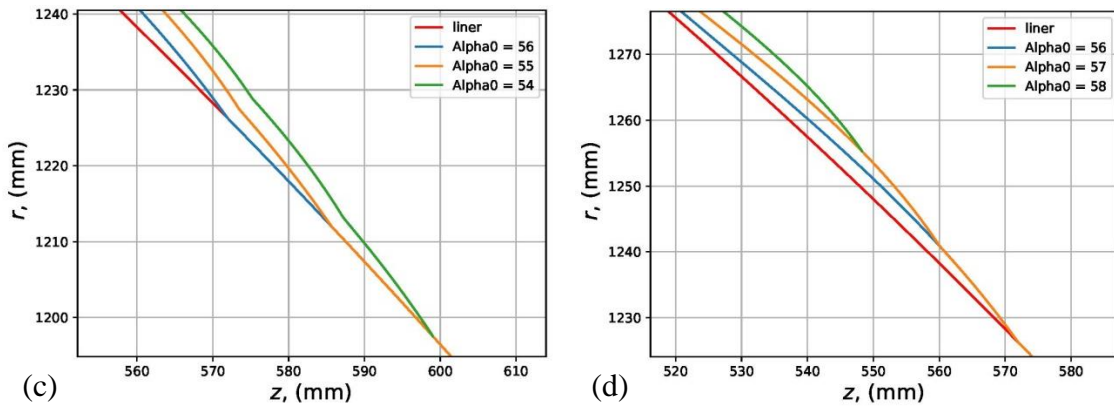 1240
1230
1220
1210
1200
r, (mm)
560 570 580 590 600 610
z, (mm)
liner
Alpha0 = 56
Alpha0 = 55
Alpha0 = 54
(c)
1270
1260
1250
1240
1230
r, (mm)
520 530 540 550 560 570 580
z, (mm)
liner
Alpha0 = 56
Alpha0 = 57
Alpha0 = 58
(d)